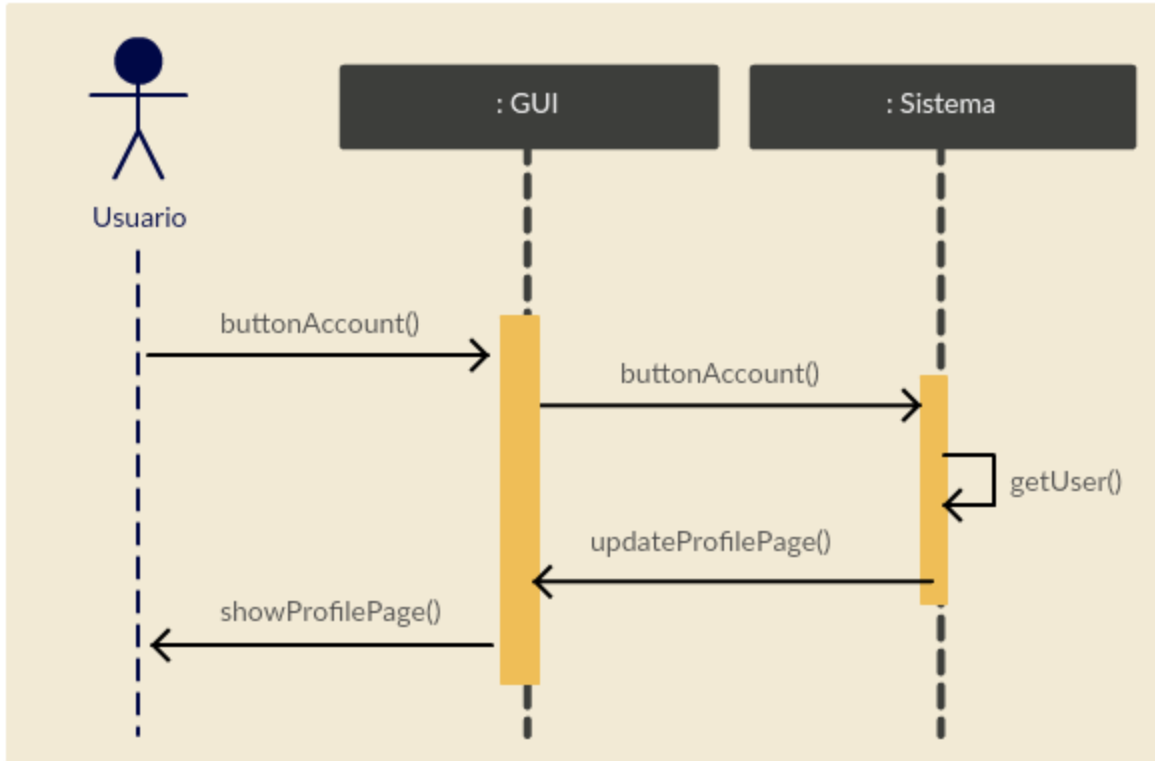 : GUI
: Sistema
Usuario
buttonAccount()
buttonAccount()
getUser()
updateProfilePage()
showProfilePage()